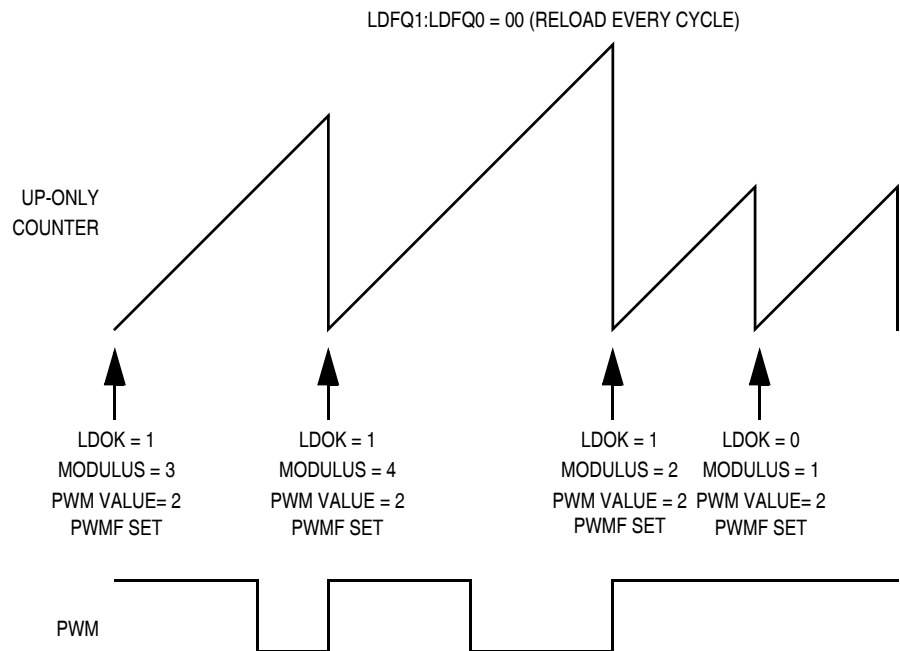 LDFQ1:LDFQ0 = 00 (RELOAD EVERY CYCLE)
UP-ONLY
COUNTER
LDOK = 1
MODULUS = 3
PWM VALUE= 2
PWMF SET
LDOK = 1
MODULUS = 4
PWM VALUE = 2
PWMF SET
LDOK = 1
MODULUS = 2
PWM VALUE = 2
PWMF SET
LDOK = 0
MODULUS = 1
PWM VALUE= 2
PWMF SET
PWM